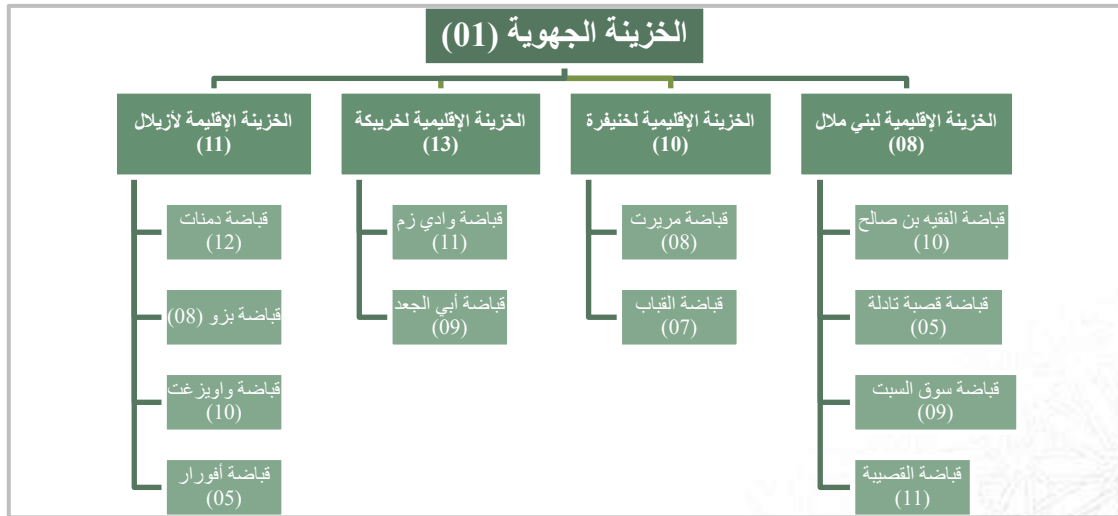 الخزينة الجهوية (01)
الخزينة الإقليمية لبني ملال
(08)
قباضة الفقيه بن صالح
(10)
قباضة قصبة تادلة
(05)
قباضة سوق السبت
(09)
قباضة القصيبة
(11)
الخزينة الإقليمية لخنيفرة
(10)
قباضة مريرت
(08)
قباضة القباب
(07)
الخزينة الإقليمية لخريبكة
(13)
قباضة وادي زم
(11)
قباضة أبي الجعد
(09)
الخزينة الإقليمة لأزيلال
(11)
قباضة دمنات
(12)
قباضة بزو (08)
قباضة واويزغت
(10)
قباضة أفورار
(05)